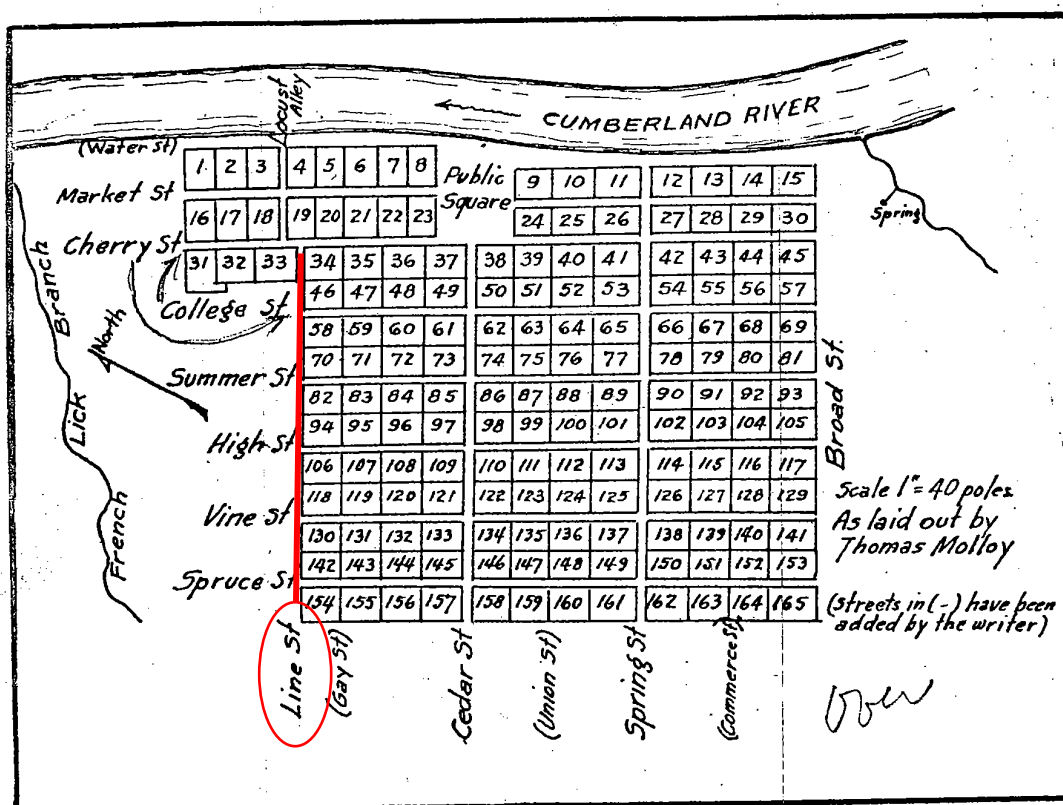 Locust Alley
CUMBERLAND RIVER
(Water St)
1 2 3 4 5 6 7 8
Public Square
9 10 11 12 13 14 15
Market St
16 17 18 19 20 21 22 23
24 25 26 27 28 29 30
Spring
Cherry St
31 32 33 34 35 36 37 38 39 40 41 42 43 44 45
46 47 48 49 50 51 52 53 54 55 56 57
College St
58 59 60 61 62 63 64 65 66 67 68 69
North
70 71 72 73 74 75 76 77 78 79 80 81
Summer St
82 83 84 85 86 87 88 89 90 91 92 93
94 95 96 97 98 99 100 101 102 103 104 105
High St
106 107 108 109 110 111 112 113 114 115 116 117
118 119 120 121 122 123 124 125 126 127 128 129
Vine St
130 131 132 133 134 135 136 137 138 139 140 141
142 143 144 145 146 147 148 149 150 151 152 153
Spruce St
154 155 156 157 158 159 160 161 162 163 164 165
French Lick Branch
Broad St.
Scale 1"= 40 poles.
As laid out by
Thomas Molloy
(Streets in (-) have been
added by the writer)
Line St
(Gay St)
Cedar St
(Union St)
Spring St
(Commerce St)
Over